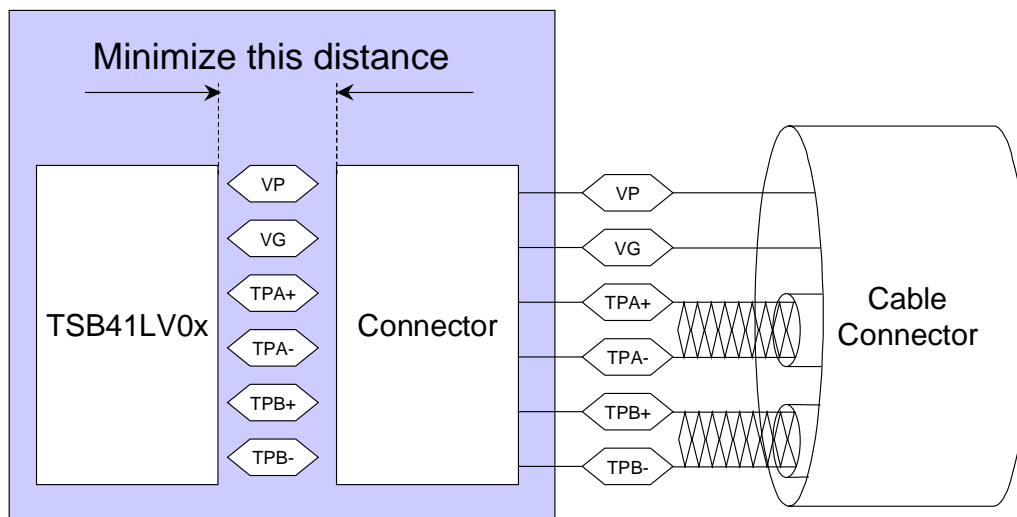 Minimize this distance
TSB41LV0x
VP
VG
TPA+
TPA-
TPB+
TPB-
Connector
VP
VG
TPA+
TPA-
TPB+
TPB-
Cable
Connector